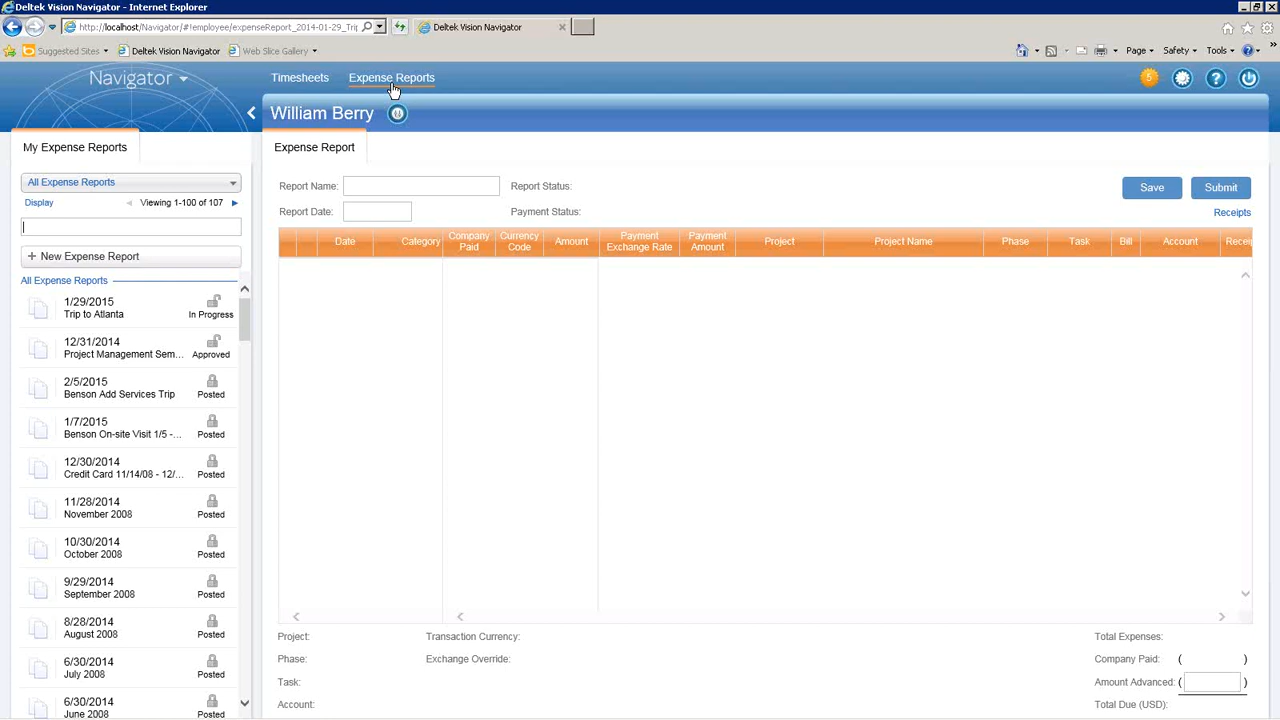 Deltek Vision Navigator - Internet Explorer
http://localhost/Navigator/#!employee/expenseReport_2014-01-29_Trip
Deltek Vision Navigator
Suggested Sites
Deltek Vision Navigator
Web Slice Gallery
Page
Safety
Tools
Navigator
Timesheets
Expense Reports
5
William Berry
My Expense Reports
Expense Report
All Expense Reports
Display
Viewing 1-100 of 107
+ New Expense Report
All Expense Reports
1/29/2015
Trip to Atlanta
In Progress
12/31/2014
Project Management Sem...
Approved
2/5/2015
Benson Add Services Trip
Posted
1/7/2015
Benson On-site Visit 1/5 -...
Posted
12/30/2014
Credit Card 11/14/08 - 12/...
Posted
11/28/2014
November 2008
Posted
10/30/2014
October 2008
Posted
9/29/2014
September 2008
Posted
8/28/2014
August 2008
Posted
6/30/2014
July 2008
Posted
6/30/2014
June 2008
Posted
Report Name:
Report Status:
Save
Submit
Report Date:
Payment Status:
Receipts
Date
Category
Company Paid
Currency Code
Amount
Payment Exchange Rate
Payment Amount
Project
Project Name
Phase
Task
Bill
Account
Receip
Project:
Transaction Currency:
Total Expenses:
Phase:
Exchange Override:
Company Paid: ( )
Task:
Amount Advanced: ( )
Account:
Total Due (USD):